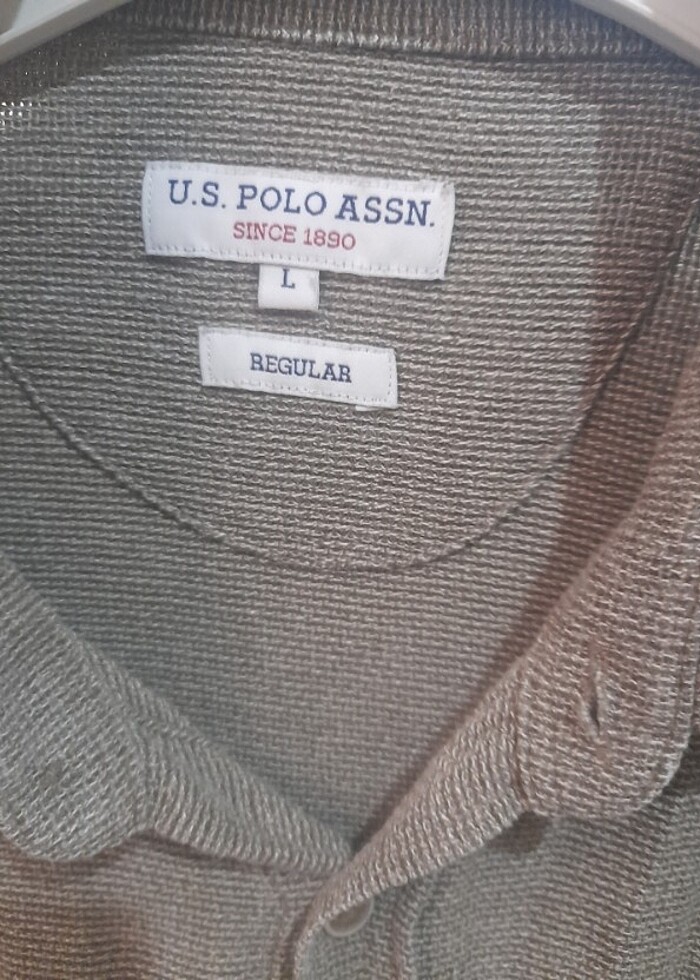 U.S. POLO ASSN.
SINCE 1890
L
REGULAR